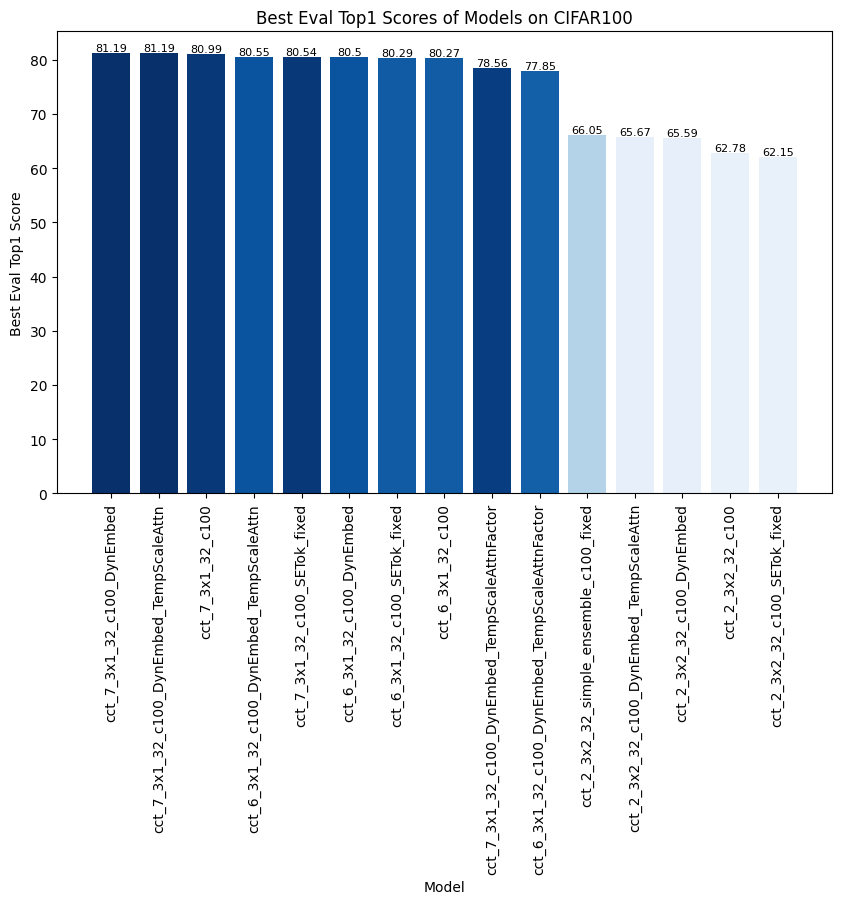 Best Eval Top1 Scores of Models on CIFAR100
Best Eval Top1 Score
80
70
60
50
40
30
20
10
0
81.19
81.19
80.99
80.55
80.54
80.5
80.29
80.27
78.56
77.85
66.05
65.67
65.59
62.78
62.15
cct_7_3x1_32_c100_DynEmbed
cct_7_3x1_32_c100_DynEmbed_TempScaleAttn
cct_7_3x1_32_c100
cct_6_3x1_32_c100_DynEmbed_TempScaleAttn
cct_7_3x1_32_c100_SETok_fixed
cct_6_3x1_32_c100_DynEmbed
cct_6_3x1_32_c100_SETok_fixed
cct_6_3x1_32_c100
cct_7_3x1_32_c100_DynEmbed_TempScaleAttnFactor
cct_6_3x1_32_c100_DynEmbed_TempScaleAttnFactor
cct_2_3x2_32_simple_ensemble_c100_fixed
cct_2_3x2_32_c100_DynEmbed_TempScaleAttn
cct_2_3x2_32_c100_DynEmbed
cct_2_3x2_32_c100
cct_2_3x2_32_c100_SETok_fixed
Model